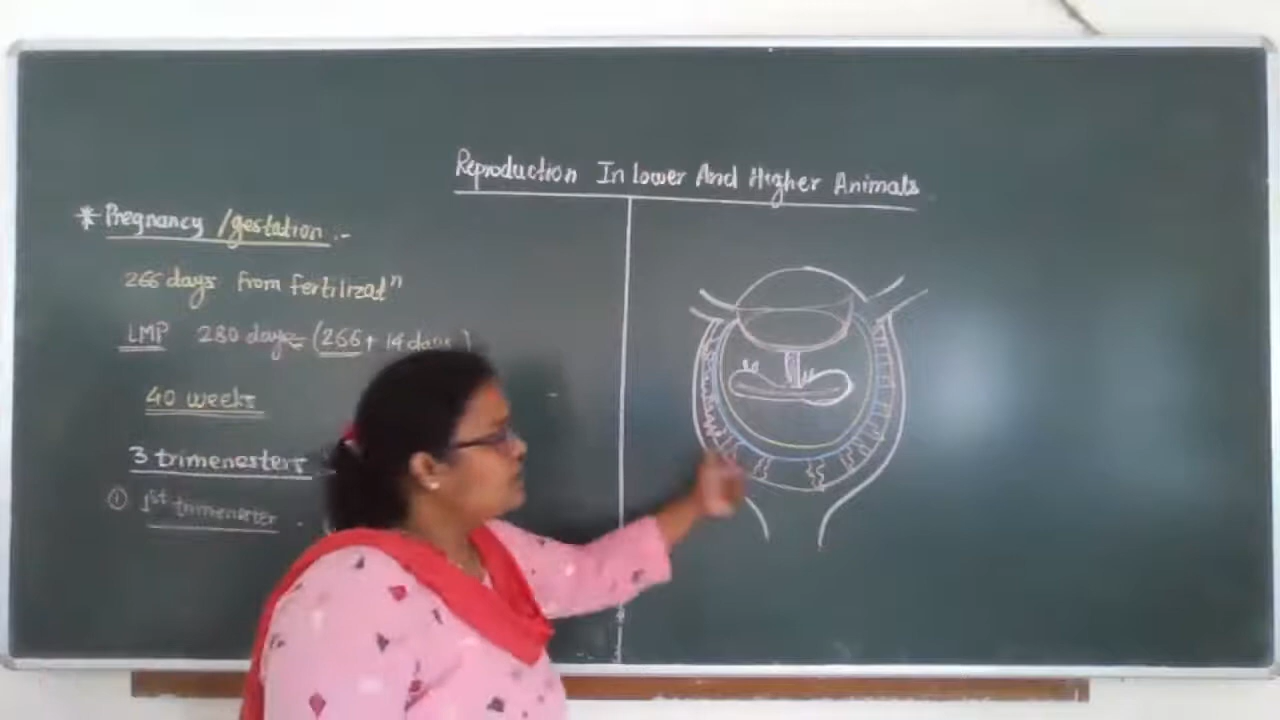 Reproduction In Lower And Higher Animals
* Pregnancy / gestation :-
266 days from fertilizatⁿ
LMP 280 days (266 + 14 days)
40 weeks
3 trimenesters
① 1st trimenester -